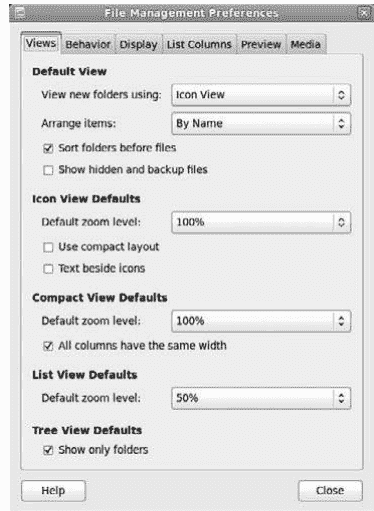 File Management Preferences
Views Behavior Display List Columns Preview Media
Default View
View new folders using: Icon View
Arrange items: By Name
Sort folders before files
Show hidden and backup files
Icon View Defaults
Default zoom level: 100%
Use compact layout
Text beside icons
Compact View Defaults
Default zoom level: 100%
All columns have the same width
List View Defaults
Default zoom level: 50%
Tree View Defaults
Show only folders
Help Close